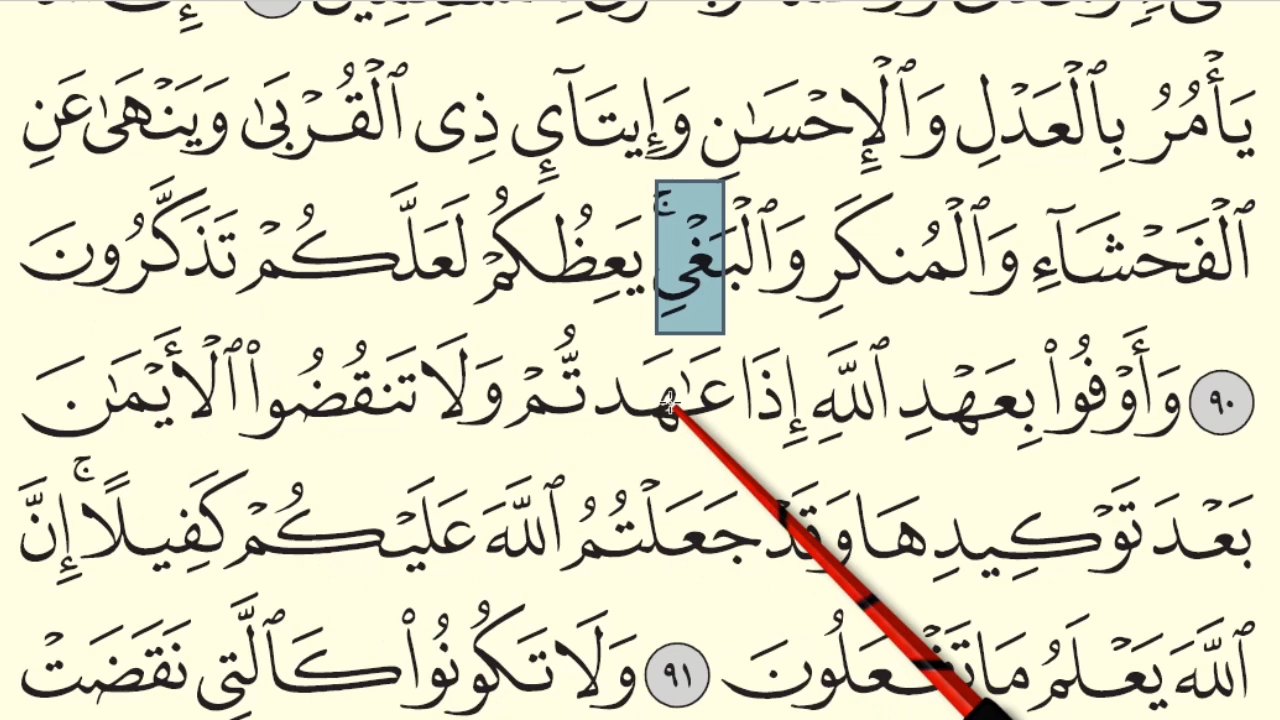 يَأْمُرُ بِٱلْعَدْلِ وَٱلْإِحْسَٰنِ وَإِيتَآيِٕ ذِى ٱلْقُرْبَىٰ وَيَنْهَىٰ عَنِ
ٱلْفَحْشَآءِ وَٱلْمُنكَرِ وَٱلْبَغْىِ ۚ يَعِظُكُمْ لَعَلَّكُمْ تَذَكَّرُونَ
٩٠ وَأَوْفُوا۟ بِعَهْدِ ٱللَّهِ إِذَا عَٰهَدتُّمْ وَلَا تَنقُضُوا۟ ٱلْأَيْمَٰنَ
بَعْدَ تَوْكِيدِهَا وَقَدْ جَعَلْتُمُ ٱللَّهَ عَلَيْكُمْ كَفِيلًا ۚ إِنَّ
ٱللَّهَ يَعْلَمُ مَا تَفْعَلُونَ ٩١ وَلَا تَكُونُوا۟ كَٱلَّتِى نَقَضَتْ